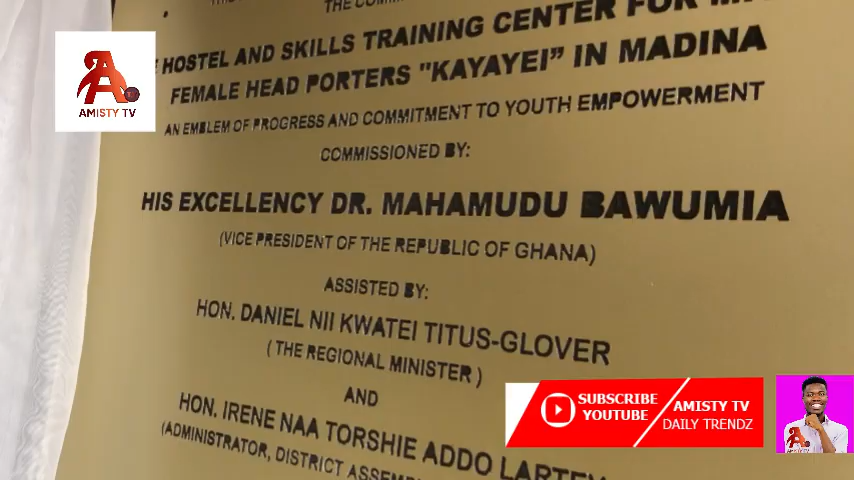 THE
HOSTEL AND SKILLS TRAINING CENTER FOR
FEMALE HEAD PORTERS "KAYAYEI” IN MADINA
AN EMBLEM OF PROGRESS AND COMMITMENT TO YOUTH EMPOWERMENT
COMMISSIONED BY:
HIS EXCELLENCY DR. MAHAMUDU BAWUMIA
(VICE PRESIDENT OF THE REPUBLIC OF GHANA)
ASSISTED BY:
HON. DANIEL NII KWATEI TITUS-GLOVER
( THE REGIONAL MINISTER )
AND
HON. IRENE NAA TORSHIE ADDO LARTEY
(ADMINISTRATOR, DISTRICT
AMISTY TV
SUBSCRIBE
YOUTUBE
AMISTY TV
DAILY TRENDZ